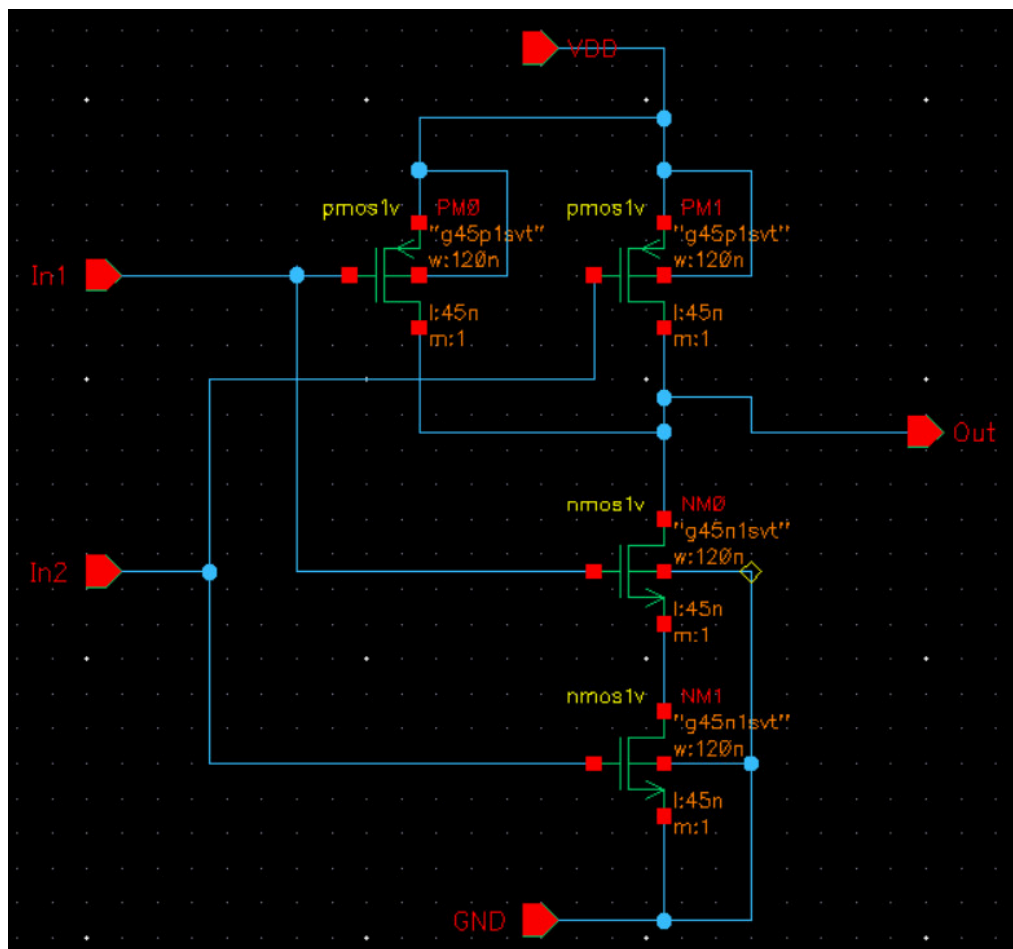 VDD
pmos1v PM0
"g45p1svt"
w:120n
l:45n
m:1
pmos1v PM1
"g45p1svt"
w:120n
l:45n
m:1
In1
Out
nmos1v NM0
"g45n1svt"
w:120n
l:45n
m:1
In2
nmos1v NM1
"g45n1svt"
w:120n
l:45n
m:1
GND